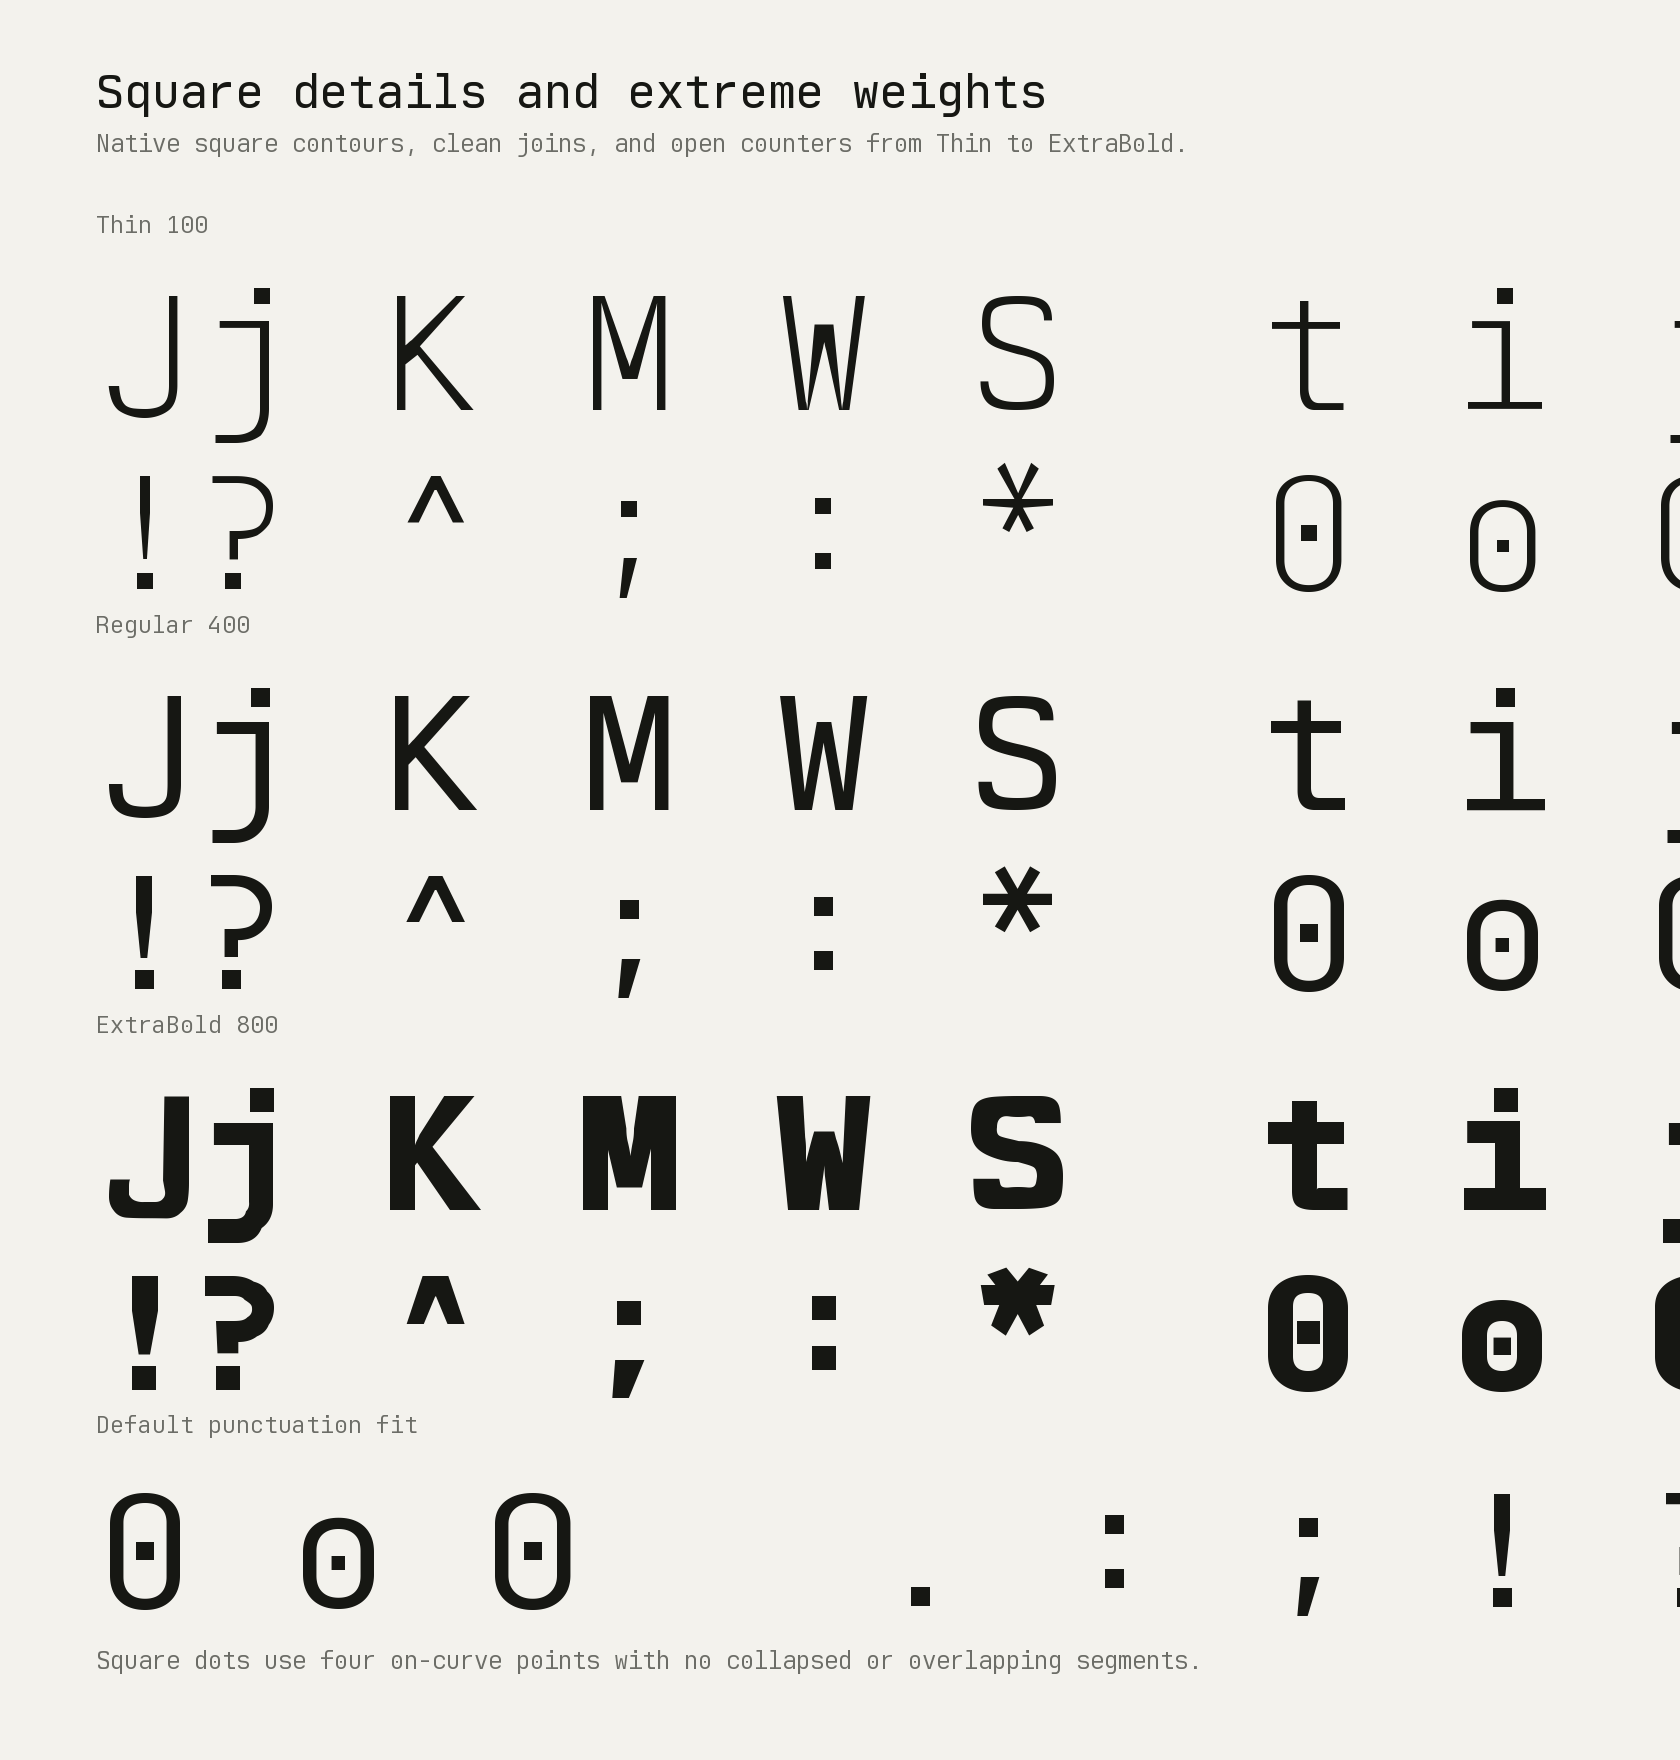 Square details and extreme weights
Native square contours, clean joins, and open counters from Thin to ExtraBold.
Thin 100
Jj K M W S t i
!? ^ ; : * 0 o
Regular 400
Jj K M W S t i
!? ^ ; : * 0 o
ExtraBold 800
Jj K M W S t i
!? ^ ; : * 0 o
Default punctuation fit
0 o 0 . : ; !
Square dots use four on-curve points with no collapsed or overlapping segments.